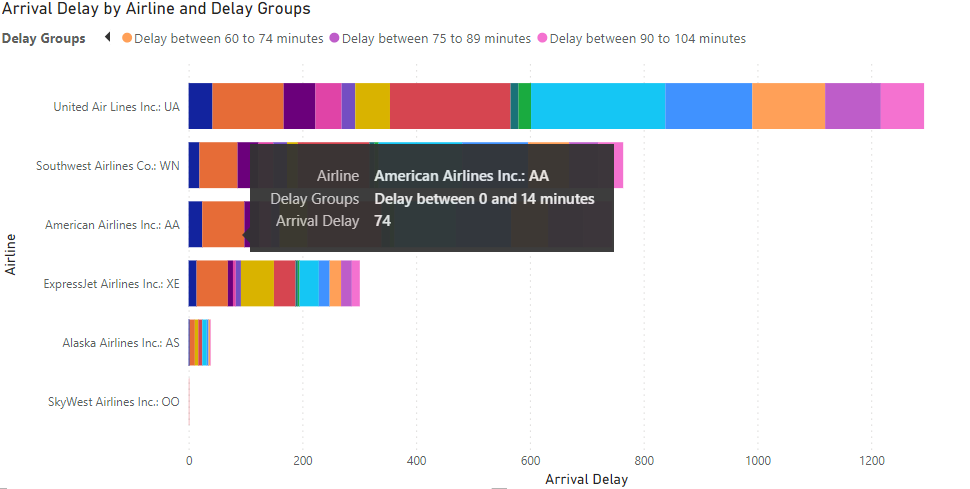 Arrival Delay by Airline and Delay Groups
Delay Groups Delay between 60 to 74 minutes Delay between 75 to 89 minutes Delay between 90 to 104 minutes
United Air Lines Inc.: UA
Southwest Airlines Co.: WN
American Airlines Inc.: AA
ExpressJet Airlines Inc.: XE
Alaska Airlines Inc.: AS
SkyWest Airlines Inc.: OO
Airline
Airline American Airlines Inc.: AA
Delay Groups Delay between 0 and 14 minutes
Arrival Delay 74
0 200 400 600 800 1000 1200
Arrival Delay